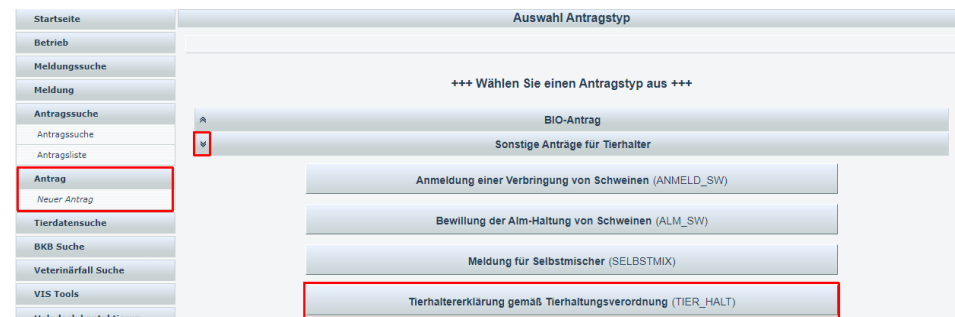 Startseite
Betrieb
Meldungssuche
Meldung
Antragssuche
Antragssuche
Antragsliste
Antrag
Neuer Antrag
Tierdatensuche
BKB Suche
Veterinärfall Suche
VIS Tools
Auswahl Antragstyp
+++ Wählen Sie einen Antragstyp aus +++
BIO-Antrag
Sonstige Anträge für Tierhalter
Anmeldung einer Verbringung von Schweinen (ANMELD_SW)
Bewillung der Alm-Haltung von Schweinen (ALM_SW)
Meldung für Selbstmischer (SELBSTMIX)
Tierhaltererklärung gemäß Tierhaltungsverordnung (TIER_HALT)